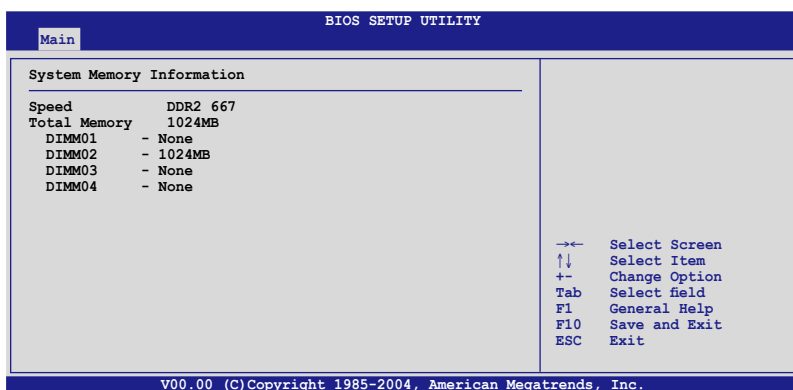 BIOS SETUP UTILITY
Main
System Memory Information
Speed DDR2 667
Total Memory 1024MB
DIMM01 - None
DIMM02 - 1024MB
DIMM03 - None
DIMM04 - None
→← Select Screen
↑↓ Select Item
+- Change Option
Tab Select field
F1 General Help
F10 Save and Exit
ESC Exit
V00.00 (C)Copyright 1985-2004, American Megatrends, Inc.